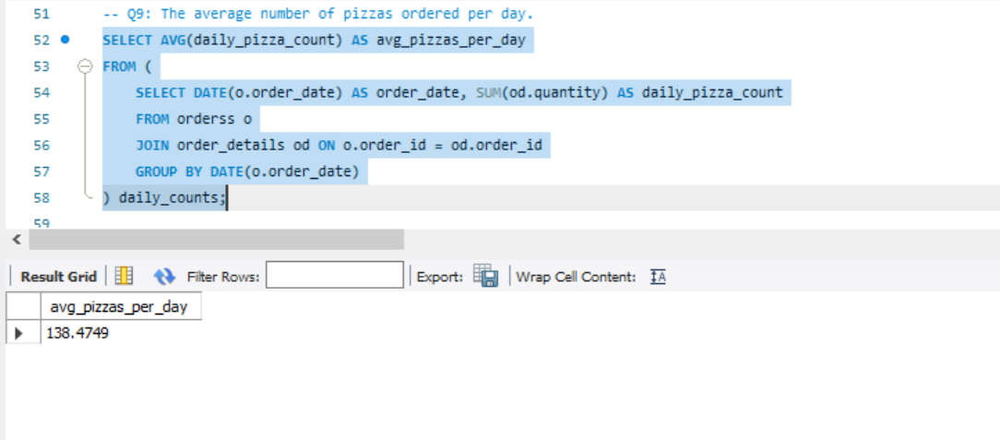 51 -- Q9: The average number of pizzas ordered per day.
52 SELECT AVG(daily_pizza_count) AS avg_pizzas_per_day
53 FROM (
54 SELECT DATE(o.order_date) AS order_date, SUM(od.quantity) AS daily_pizza_count
55 FROM orderss o
56 JOIN order_details od ON o.order_id = od.order_id
57 GROUP BY DATE(o.order_date)
58 ) daily_counts;
59
Result Grid Filter Rows: Export: Wrap Cell Content: IA
avg_pizzas_per_day
138.4749